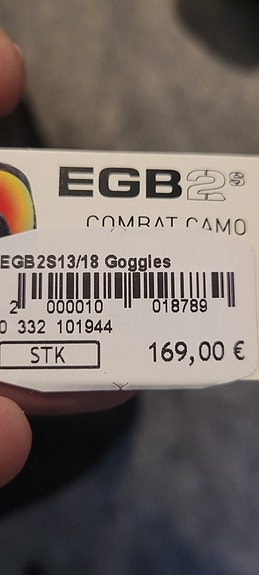 EGB2s
COMBAT CAMO
EGB2S13/18 Goggles
2 000010 018789
0 332 101944
STK 169,00 €